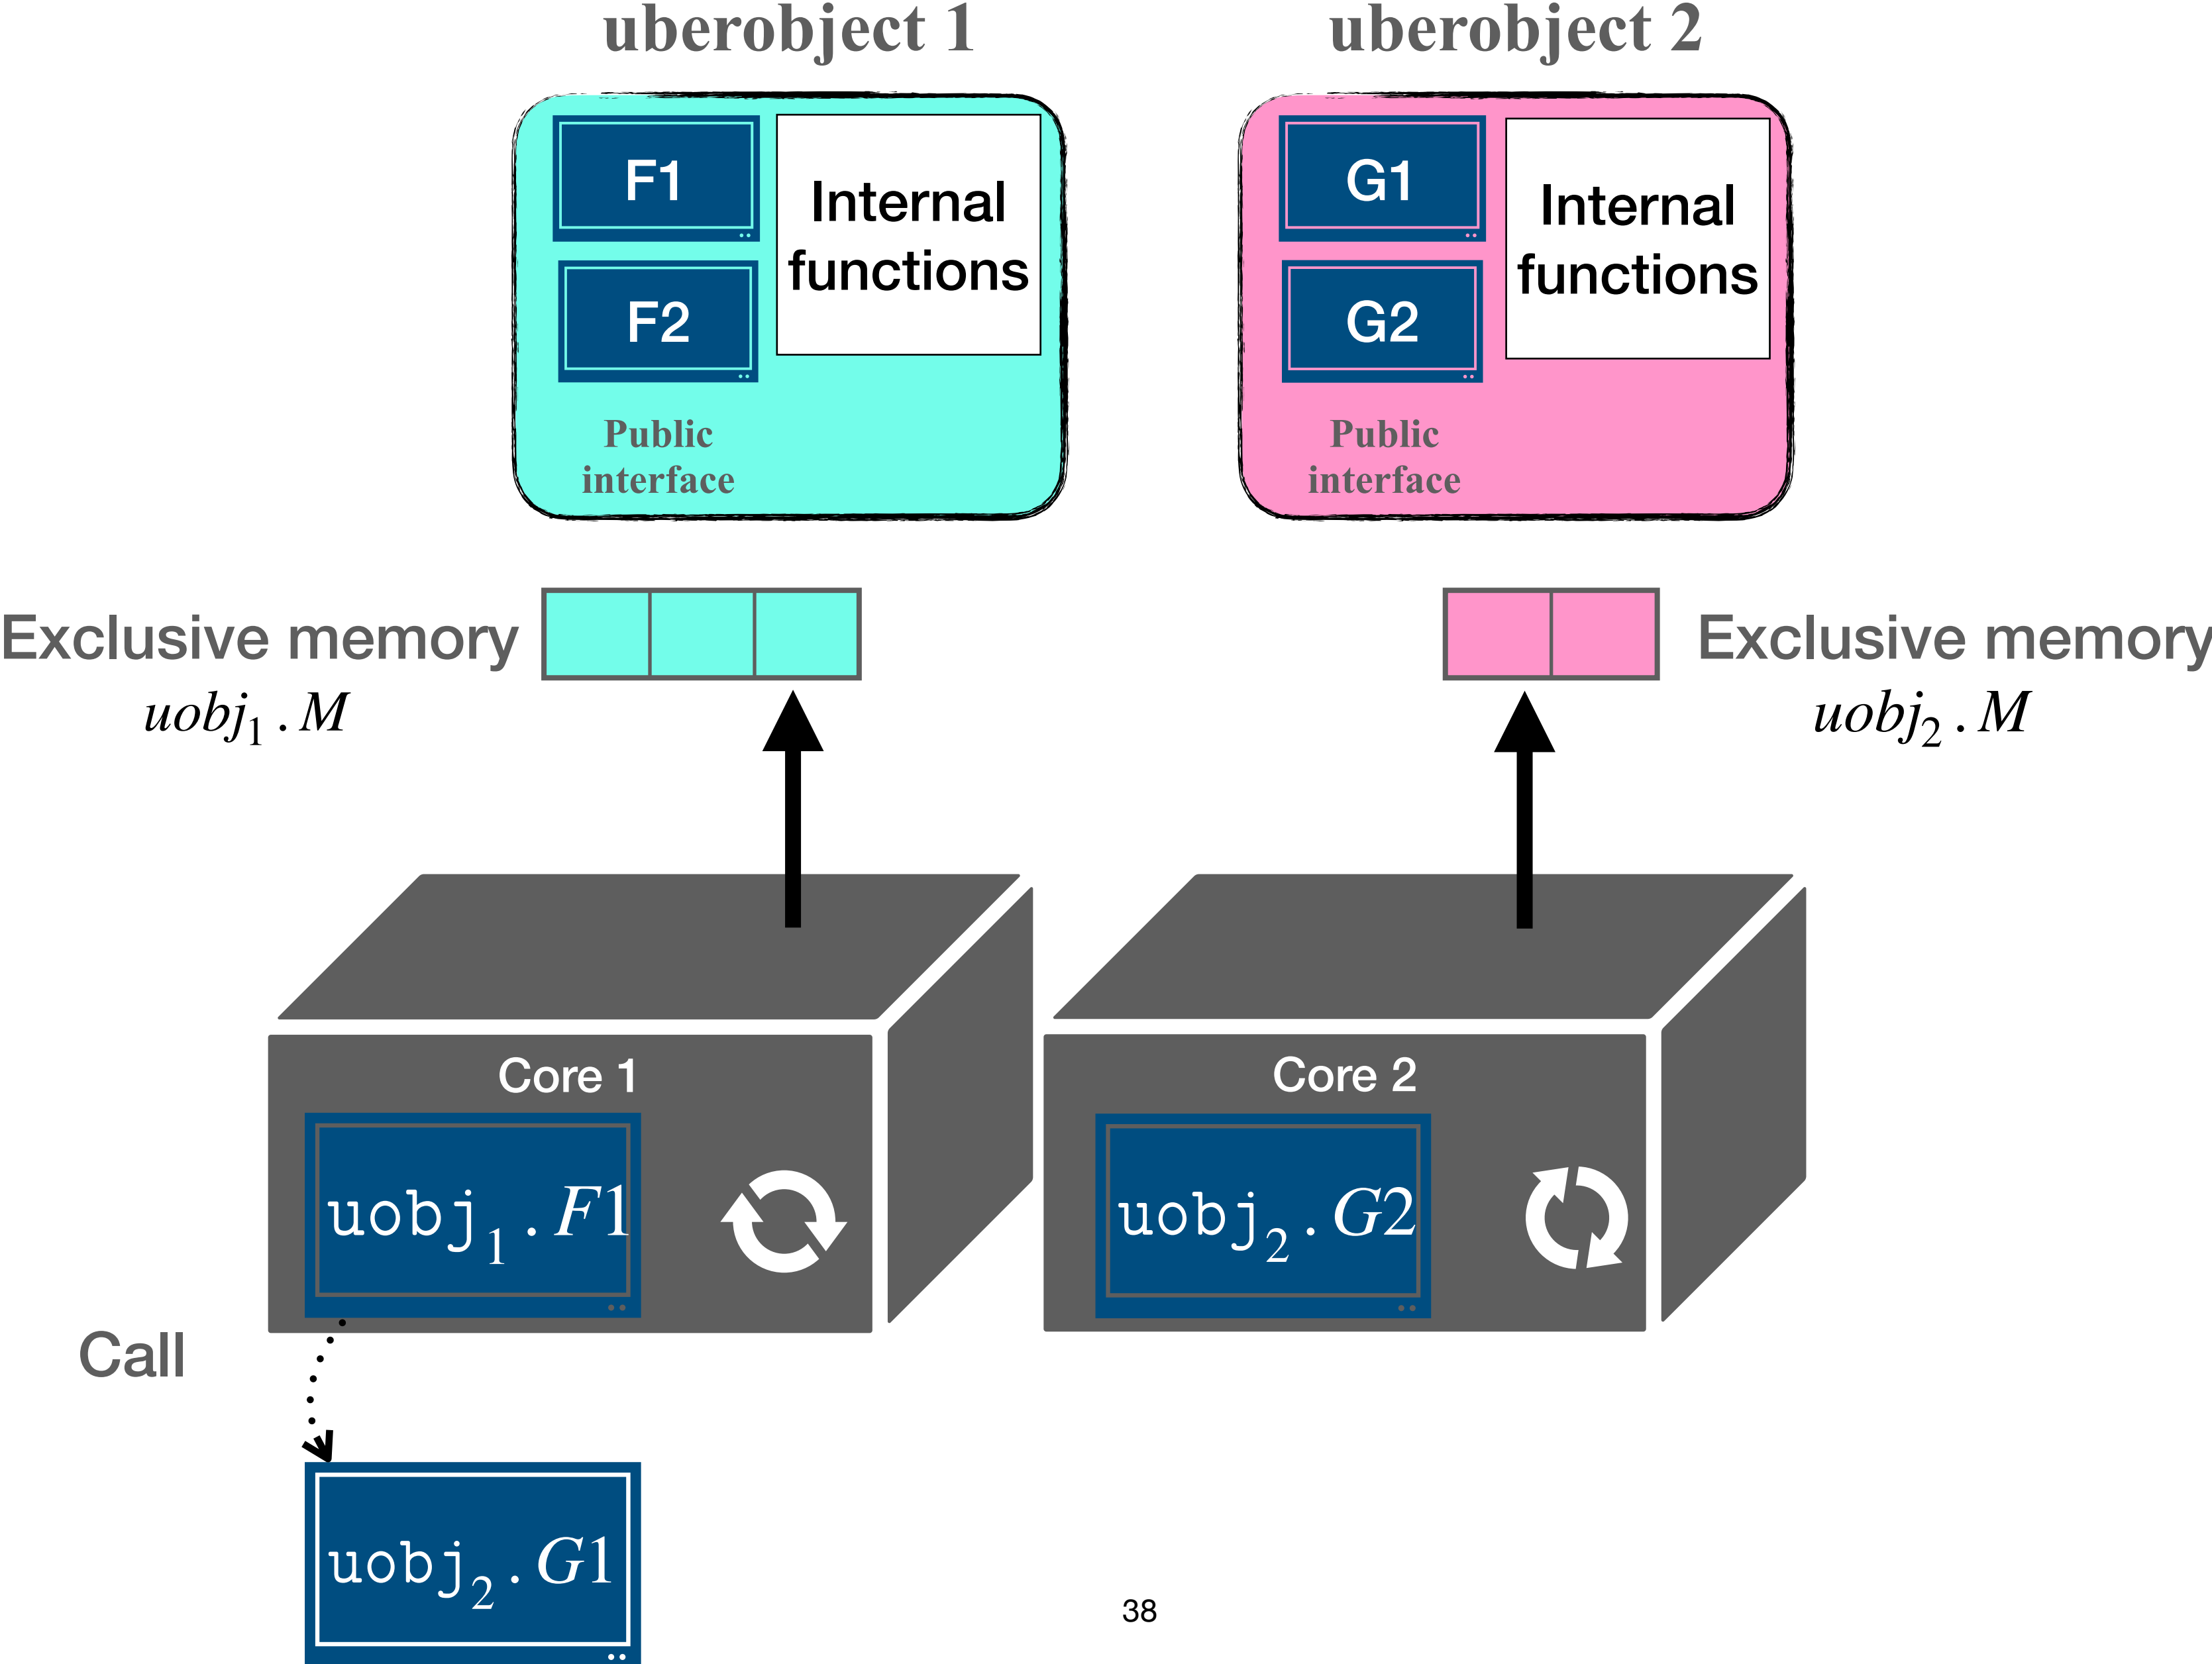 uberobject 1
uberobject 2
F1
Internal
functions
F2
Public
interface
G1
Internal
functions
G2
Public
interface
Exclusive memory
uobj₁ . M
Exclusive memory
uobj₂ . M
Core 1
uobj₁ . F1
Core 2
uobj₂ . G2
Call
uobj₂ . G1
38